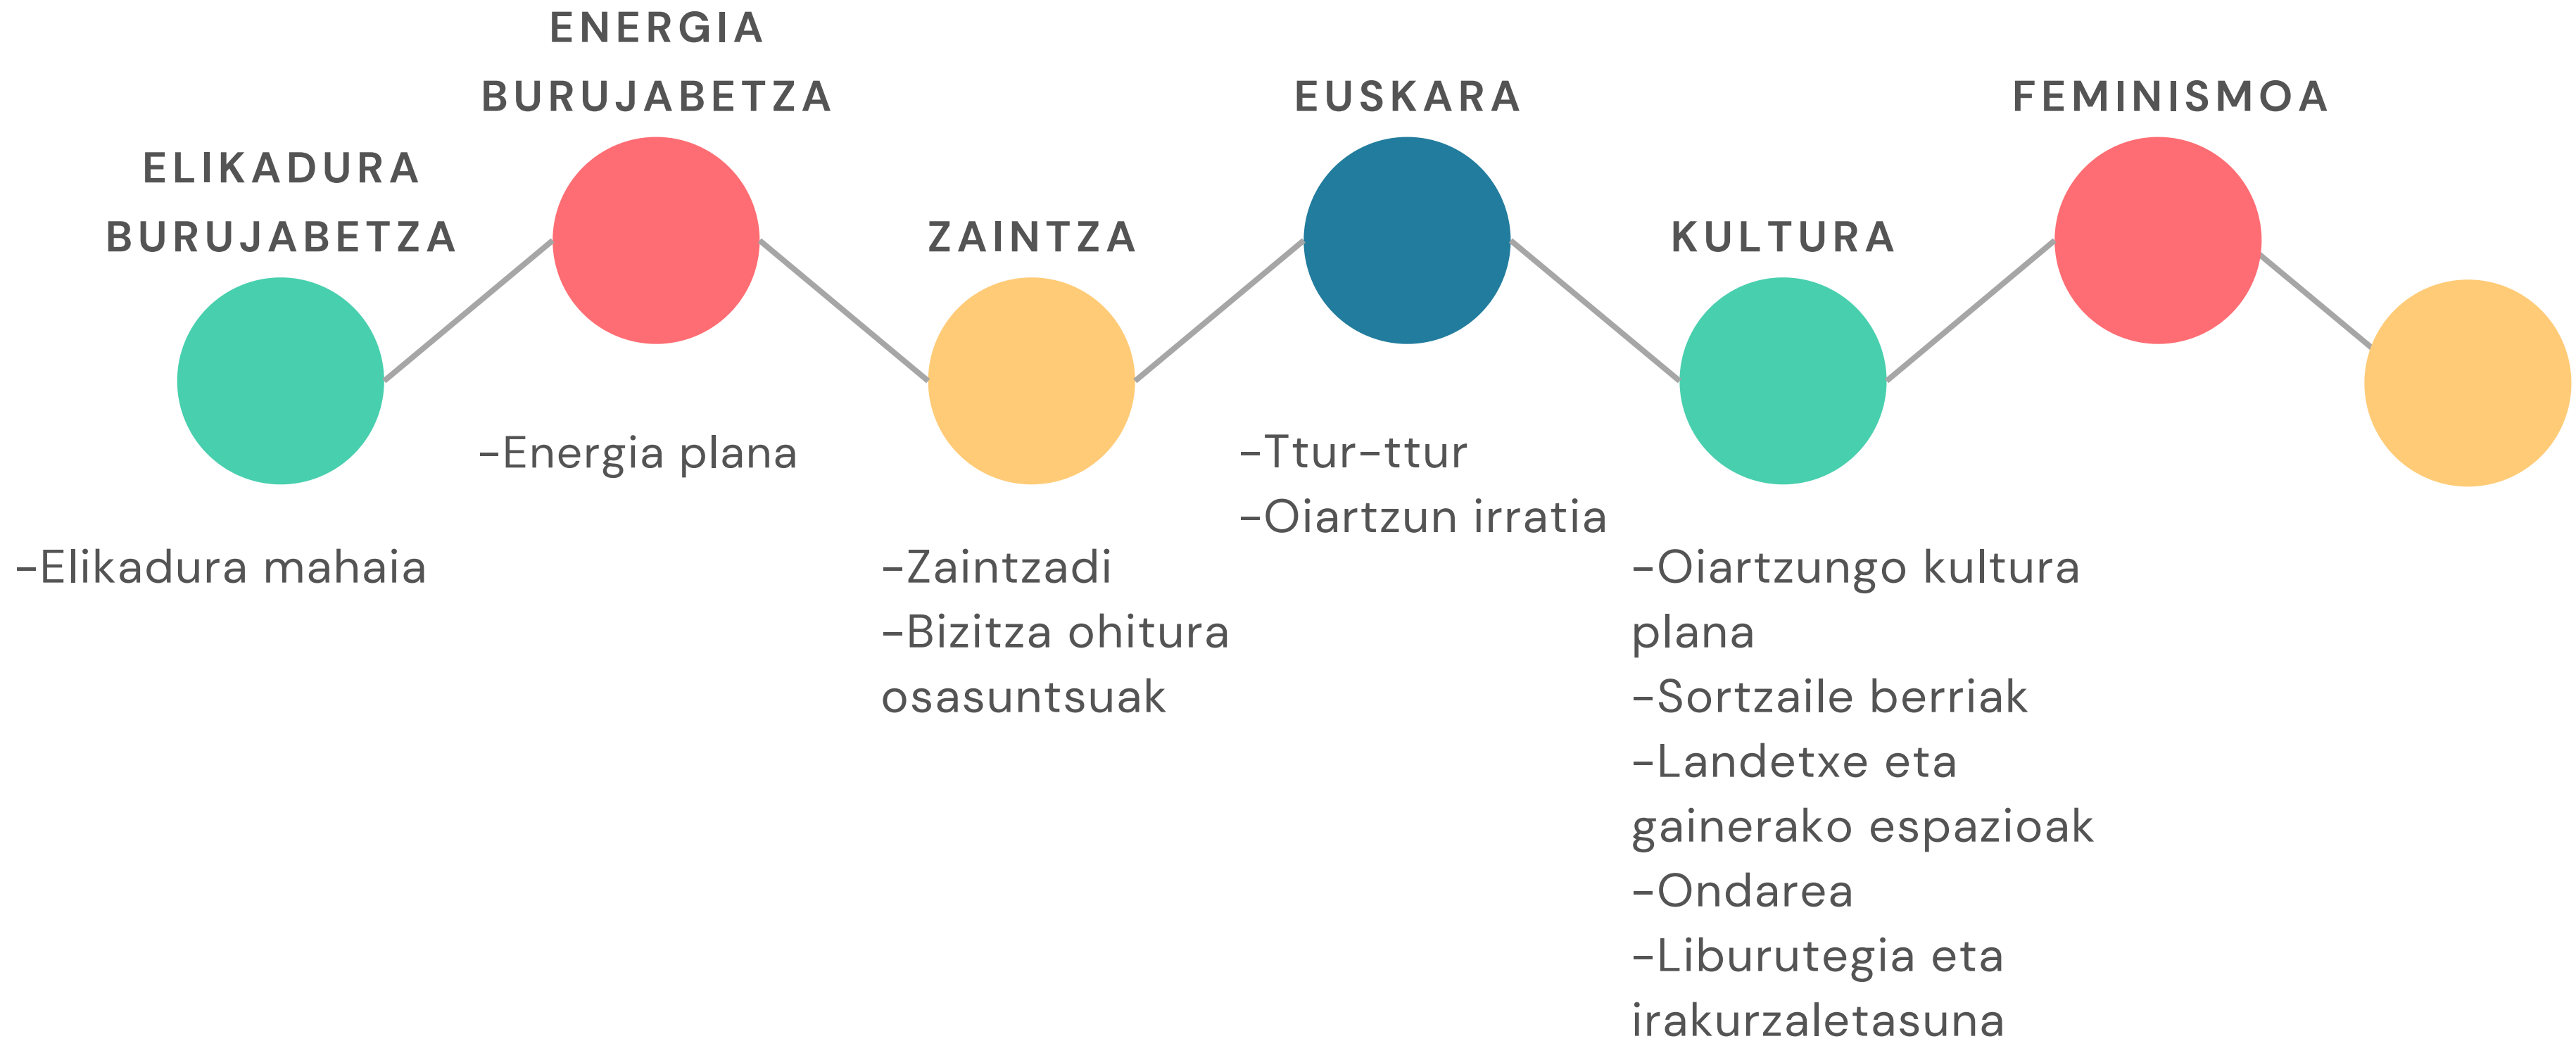 ELIKADURA
BURUJABETZA
-Elikadura mahaia
ENERGIA
BURUJABETZA
-Energia plana
ZAINTZA
-Zaintzadi
-Bizitza ohitura
osasuntsuak
EUSKARA
-Ttur-ttur
-Oiartzun irratia
KULTURA
-Oiartzungo kultura
plana
-Sortzaile berriak
-Landetxe eta
gainerako espazioak
-Ondarea
-Liburutegia eta
irakurzaletasuna
FEMINISMOA